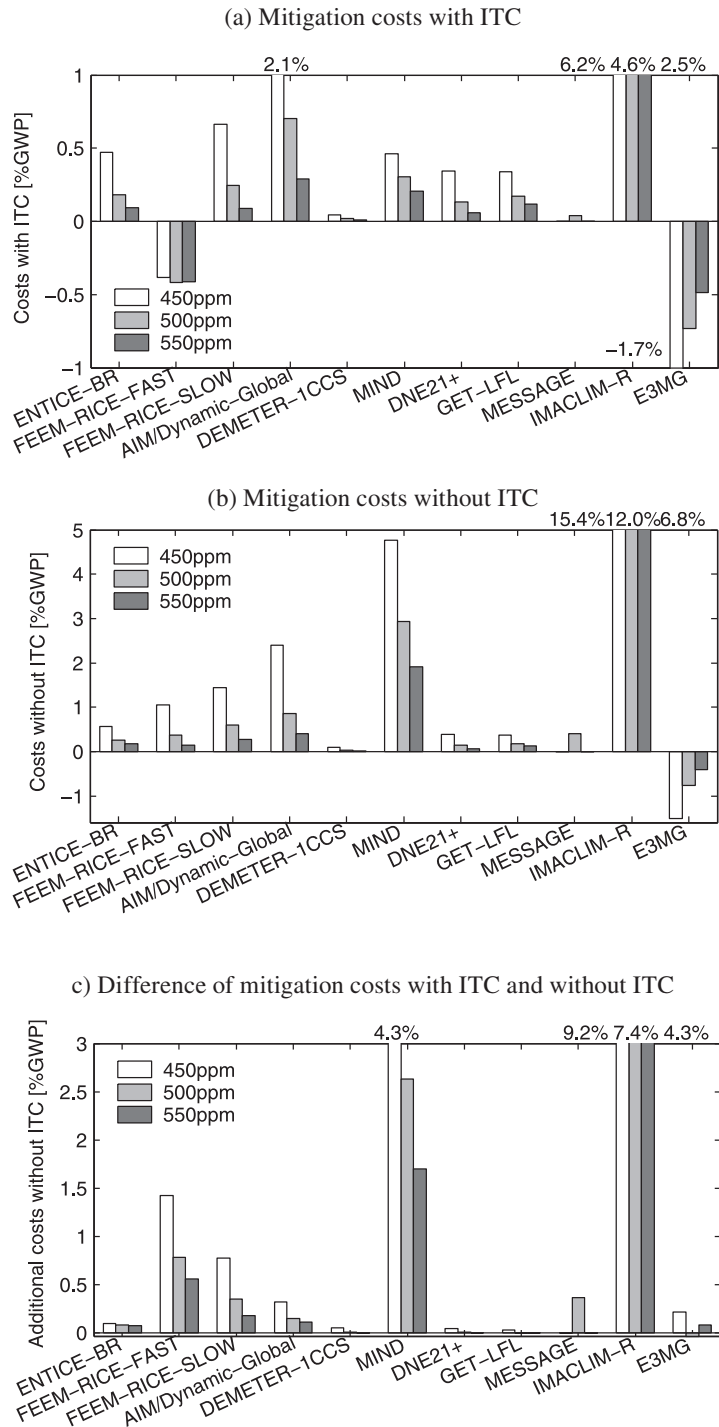 (a) Mitigation costs with ITC
2.1% 6.2% 4.6% 2.5%
1
0.5
0
−0.5
−1
Costs with ITC [%GWP]
450ppm
500ppm
550ppm
−1.7%
ENTICE−BR
FEEM−RICE−FAST
FEEM−RICE−SLOW
AIM/Dynamic−Global
DEMETER−1CCS
MIND
DNE21+
GET−LFL
MESSAGE
IMACLIM−R
E3MG
(b) Mitigation costs without ITC
15.4% 12.0% 6.8%
5
4
3
2
1
0
−1
Costs without ITC [%GWP]
450ppm
500ppm
550ppm
ENTICE−BR
FEEM−RICE−FAST
FEEM−RICE−SLOW
AIM/Dynamic−Global
DEMETER−1CCS
MIND
DNE21+
GET−LFL
MESSAGE
IMACLIM−R
E3MG
c) Difference of mitigation costs with ITC and without ITC
4.3% 9.2% 7.4% 4.3%
3
2.5
2
1.5
1
0.5
0
Additional costs without ITC [%GWP]
450ppm
500ppm
550ppm
ENTICE−BR
FEEM−RICE−FAST
FEEM−RICE−SLOW
AIM/Dynamic−Global
DEMETER−1CCS
MIND
DNE21+
GET−LFL
MESSAGE
IMACLIM−R
E3MG